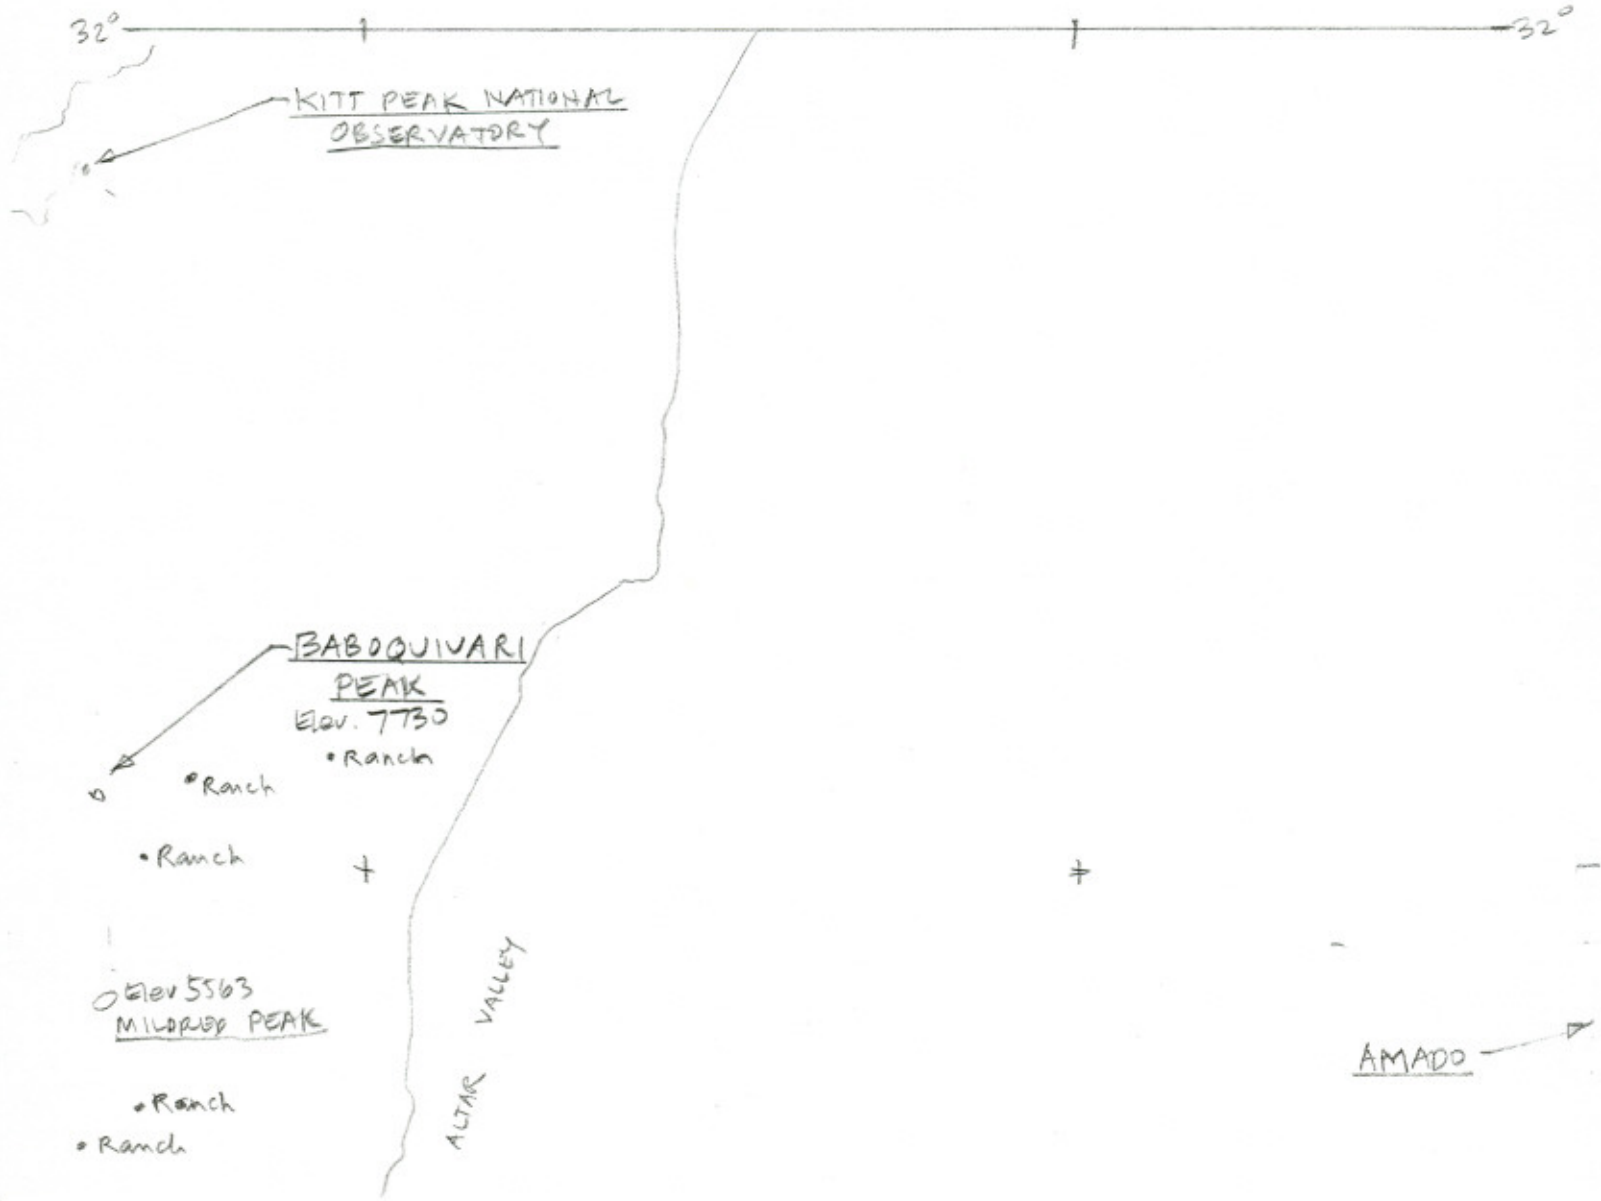 32° 32°
KITT PEAK NATIONAL
OBSERVATORY
BABOQUIVARI
PEAK
Elev. 7730
Ranch
Ranch
Ranch
Elev 5563
MILDRED PEAK
ALTAR VALLEY
AMADO
Ranch
Ranch